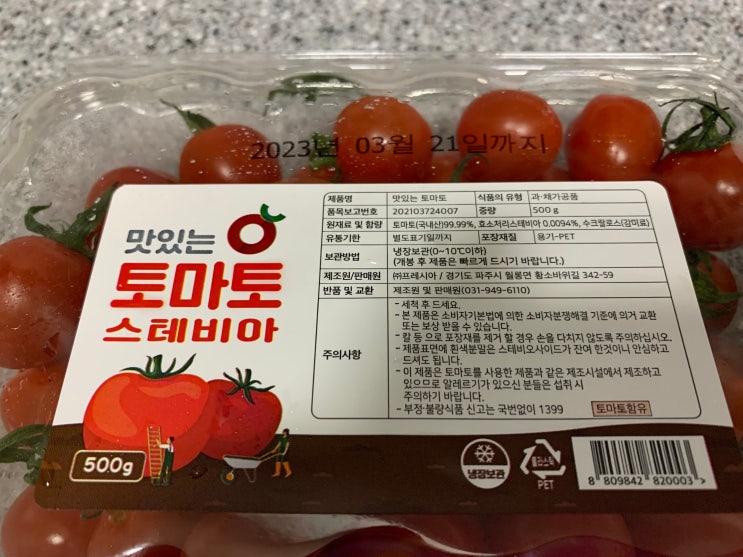 2023년 03월 21일까지
맛있는
토마토
스테비아
500g
제품명 맛있는 토마토 식품의 유형 과·채가공품
품목보고번호 202103724007 중량 500 g
원재료 및 함량 토마토(국내산)99.99%, 효소처리스테비아 0.0094%, 수크랄로스(감미료)
유통기한 별도표기일까지 포장재질 용기-PET
보관방법 냉장보관(0~10℃이하)
(개봉 후 제품은 빠르게 드시기 바랍니다.)
제조원/판매원 ㈜프레시아 / 경기도 파주시 월롱면 황소바위길 342-59
반품 및 교환 제조원 및 판매원(031-949-6110)
주의사항
- 세척 후 드세요.
- 본 제품은 소비자기본법에 의한 소비자분쟁해결 기준에 의거 교환
또는 보상 받을 수 있습니다.
- 칼 등 으로 포장재를 제거 할 경우 손을 다치지 않도록 주의하십시오.
- 제품표면에 흰색분말은 스테비오사이드가 잔여 한것이니 안심하고
드셔도 됩니다.
- 이 제품은 토마토를 사용한 제품과 같은 제조시설에서 제조하고
있으므로 알레르기가 있으신 분들은 섭취 시
주의하기 바랍니다.
- 부정·불량식품 신고는 국번없이 1399
토마토함유
냉장보관
플라스틱
PET
8 809842 820003 >